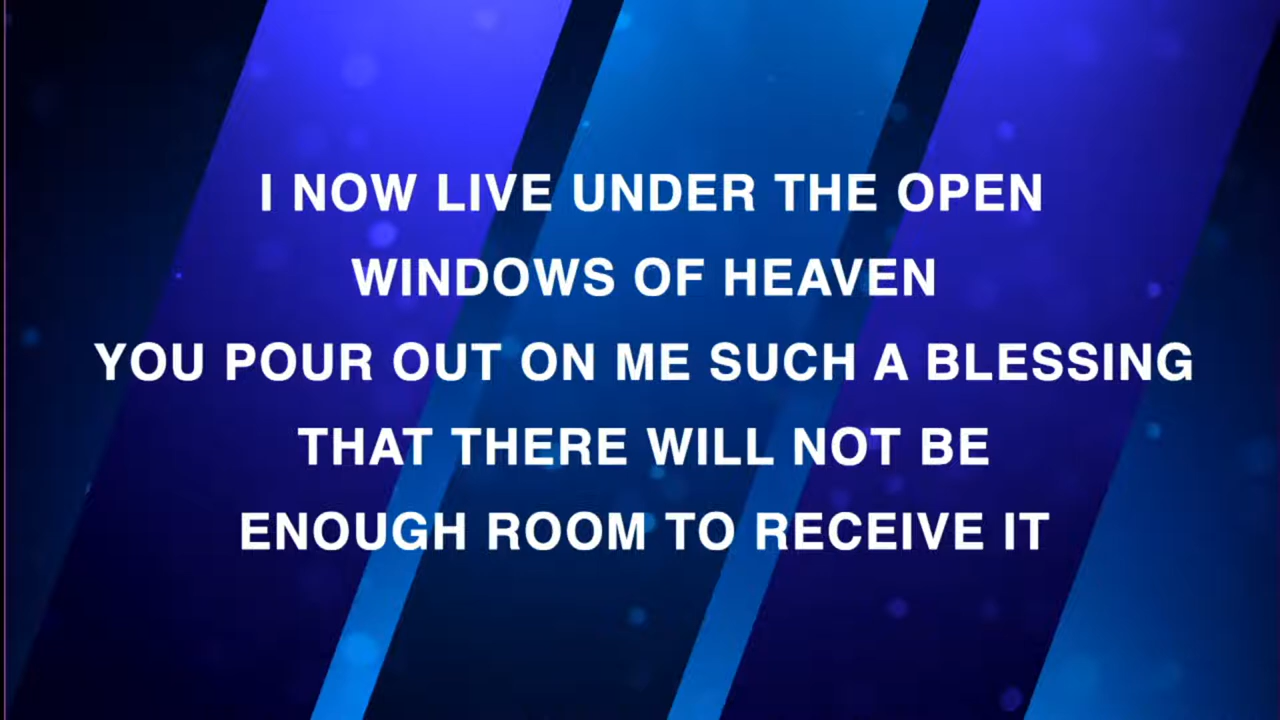 I NOW LIVE UNDER THE OPEN
WINDOWS OF HEAVEN
YOU POUR OUT ON ME SUCH A BLESSING
THAT THERE WILL NOT BE
ENOUGH ROOM TO RECEIVE IT